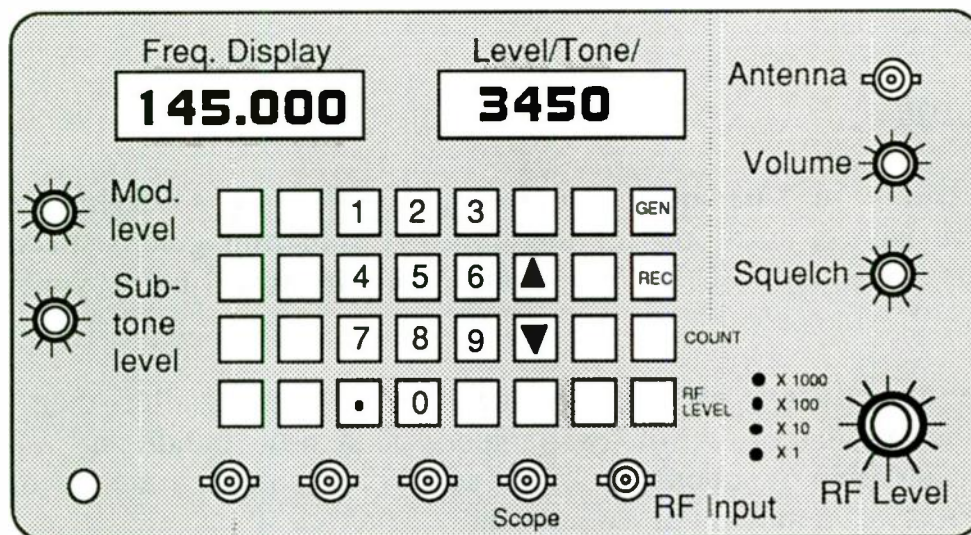 Freq. Display
Level/Tone/
145.000
3450
Antenna
Volume
Mod.
level
1 2 3 GEN
Squelch
Sub-
tone
level
4 5 6 ▲ REC
7 8 9 ▼ COUNT
• 0 RF
LEVEL
X 1000
X 100
X 10
X 1
RF Level
Scope
RF Input